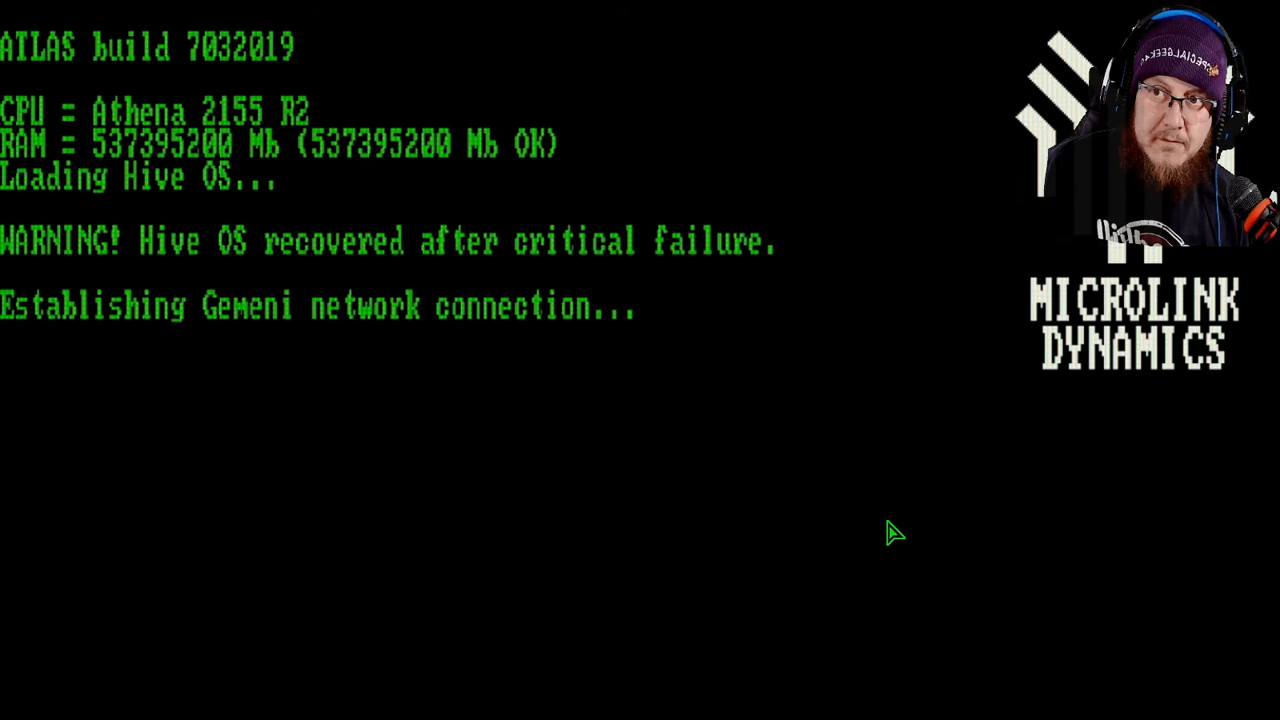 ATLAS build 7032019
CPU = Athena 2155 R2
RAM = 537395200 Mb (537395200 Mb OK)
Loading Hive OS...
WARNING! Hive OS recovered after critical failure.
Establishing Gemeni network connection...
MICROLINK
DYNAMICS